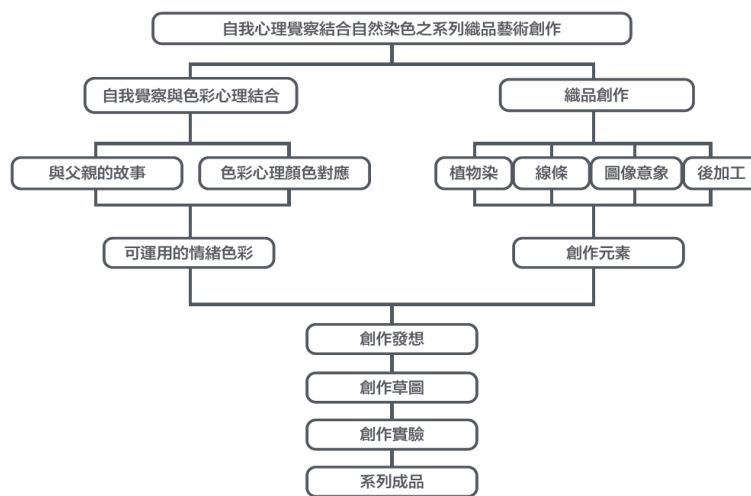 自我心理覺察結合自然染色之系列織品藝術創作
自我覺察與色彩心理結合
織品創作
與父親的故事
色彩心理顏色對應
植物染
線條
圖像意象
後加工
可運用的情緒色彩
創作元素
創作發想
創作草圖
創作實驗
系列成品